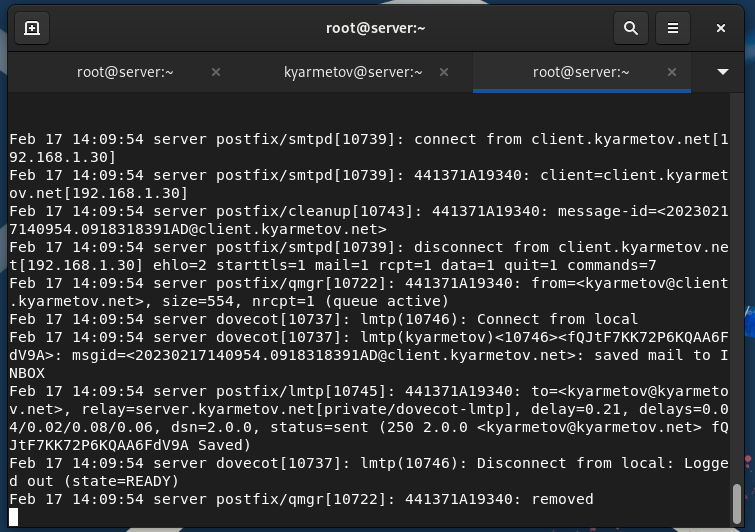 root@server:~
root@server:~
kyarmetov@server:~
root@server:~
Feb 17 14:09:54 server postfix/smtpd[10739]: connect from client.kyarmetov.net[1
92.168.1.30]
Feb 17 14:09:54 server postfix/smtpd[10739]: 441371A19340: client=client.kyarmet
ov.net[192.168.1.30]
Feb 17 14:09:54 server postfix/cleanup[10743]: 441371A19340: message-id=<2023021
7140954.0918318391AD@client.kyarmetov.net>
Feb 17 14:09:54 server postfix/smtpd[10739]: disconnect from client.kyarmetov.ne
t[192.168.1.30] ehlo=2 starttls=1 mail=1 rcpt=1 data=1 quit=1 commands=7
Feb 17 14:09:54 server postfix/qmgr[10722]: 441371A19340: from=<kyarmetov@client
.kyarmetov.net>, size=554, nrcpt=1 (queue active)
Feb 17 14:09:54 server dovecot[10737]: lmtp(10746): Connect from local
Feb 17 14:09:54 server dovecot[10737]: lmtp(kyarmetov)<10746><fQJtF7KK72P6KQAA6F
dV9A>: msgid=<20230217140954.0918318391AD@client.kyarmetov.net>: saved mail to I
NBOX
Feb 17 14:09:54 server postfix/lmtp[10745]: 441371A19340: to=<kyarmetov@kyarmeto
v.net>, relay=server.kyarmetov.net[private/dovecot-lmtp], delay=0.21, delays=0.0
4/0.02/0.08/0.06, dsn=2.0.0, status=sent (250 2.0.0 <kyarmetov@kyarmetov.net> fQ
JtF7KK72P6KQAA6FdV9A Saved)
Feb 17 14:09:54 server dovecot[10737]: lmtp(10746): Disconnect from local: Logge
d out (state=READY)
Feb 17 14:09:54 server postfix/qmgr[10722]: 441371A19340: removed